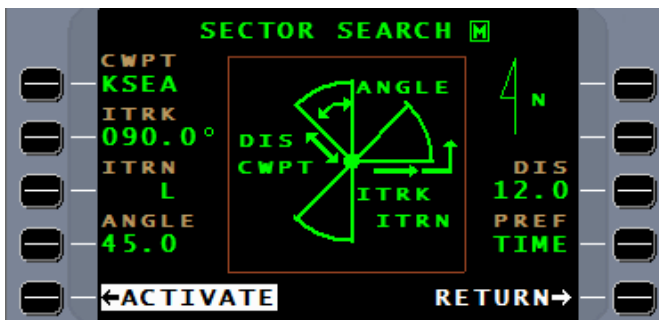 SECTOR SEARCH M
CWPT
KSEA
ITRK
090.0°
ITRN
L
ANGLE
45.0
ANGLE
DIS
CWPT
ITRK
ITRN
N
DIS
12.0
PREF
TIME
←ACTIVATE
RETURN→